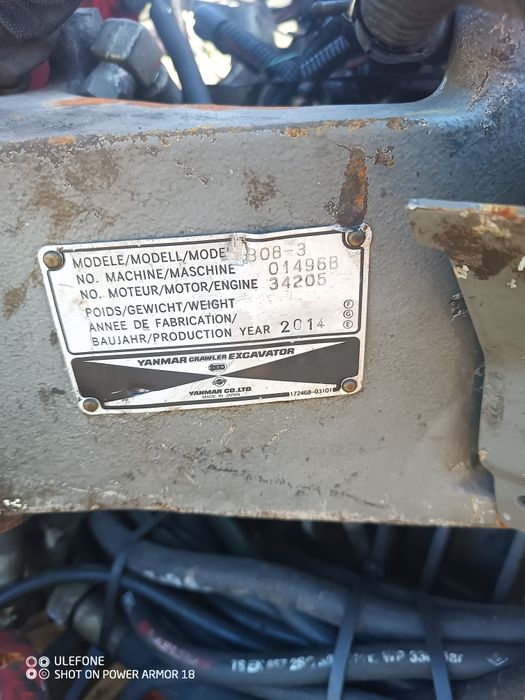 MODELE/MODELL/MODE B08-3
NO. MACHINE/MASCHINE 01496B
NO. MOTEUR/MOTOR/ENGINE 34205
POIDS/GEWICHT/WEIGHT
ANNEE DE FABRICATION/
BAUJAHR/PRODUCTION YEAR 2014
YANMAR CRAWLER EXCAVATOR
YANMAR CO.,LTD.
MADE IN JAPAN
172468-03101
ULEFONE
SHOT ON POWER ARMOR 18